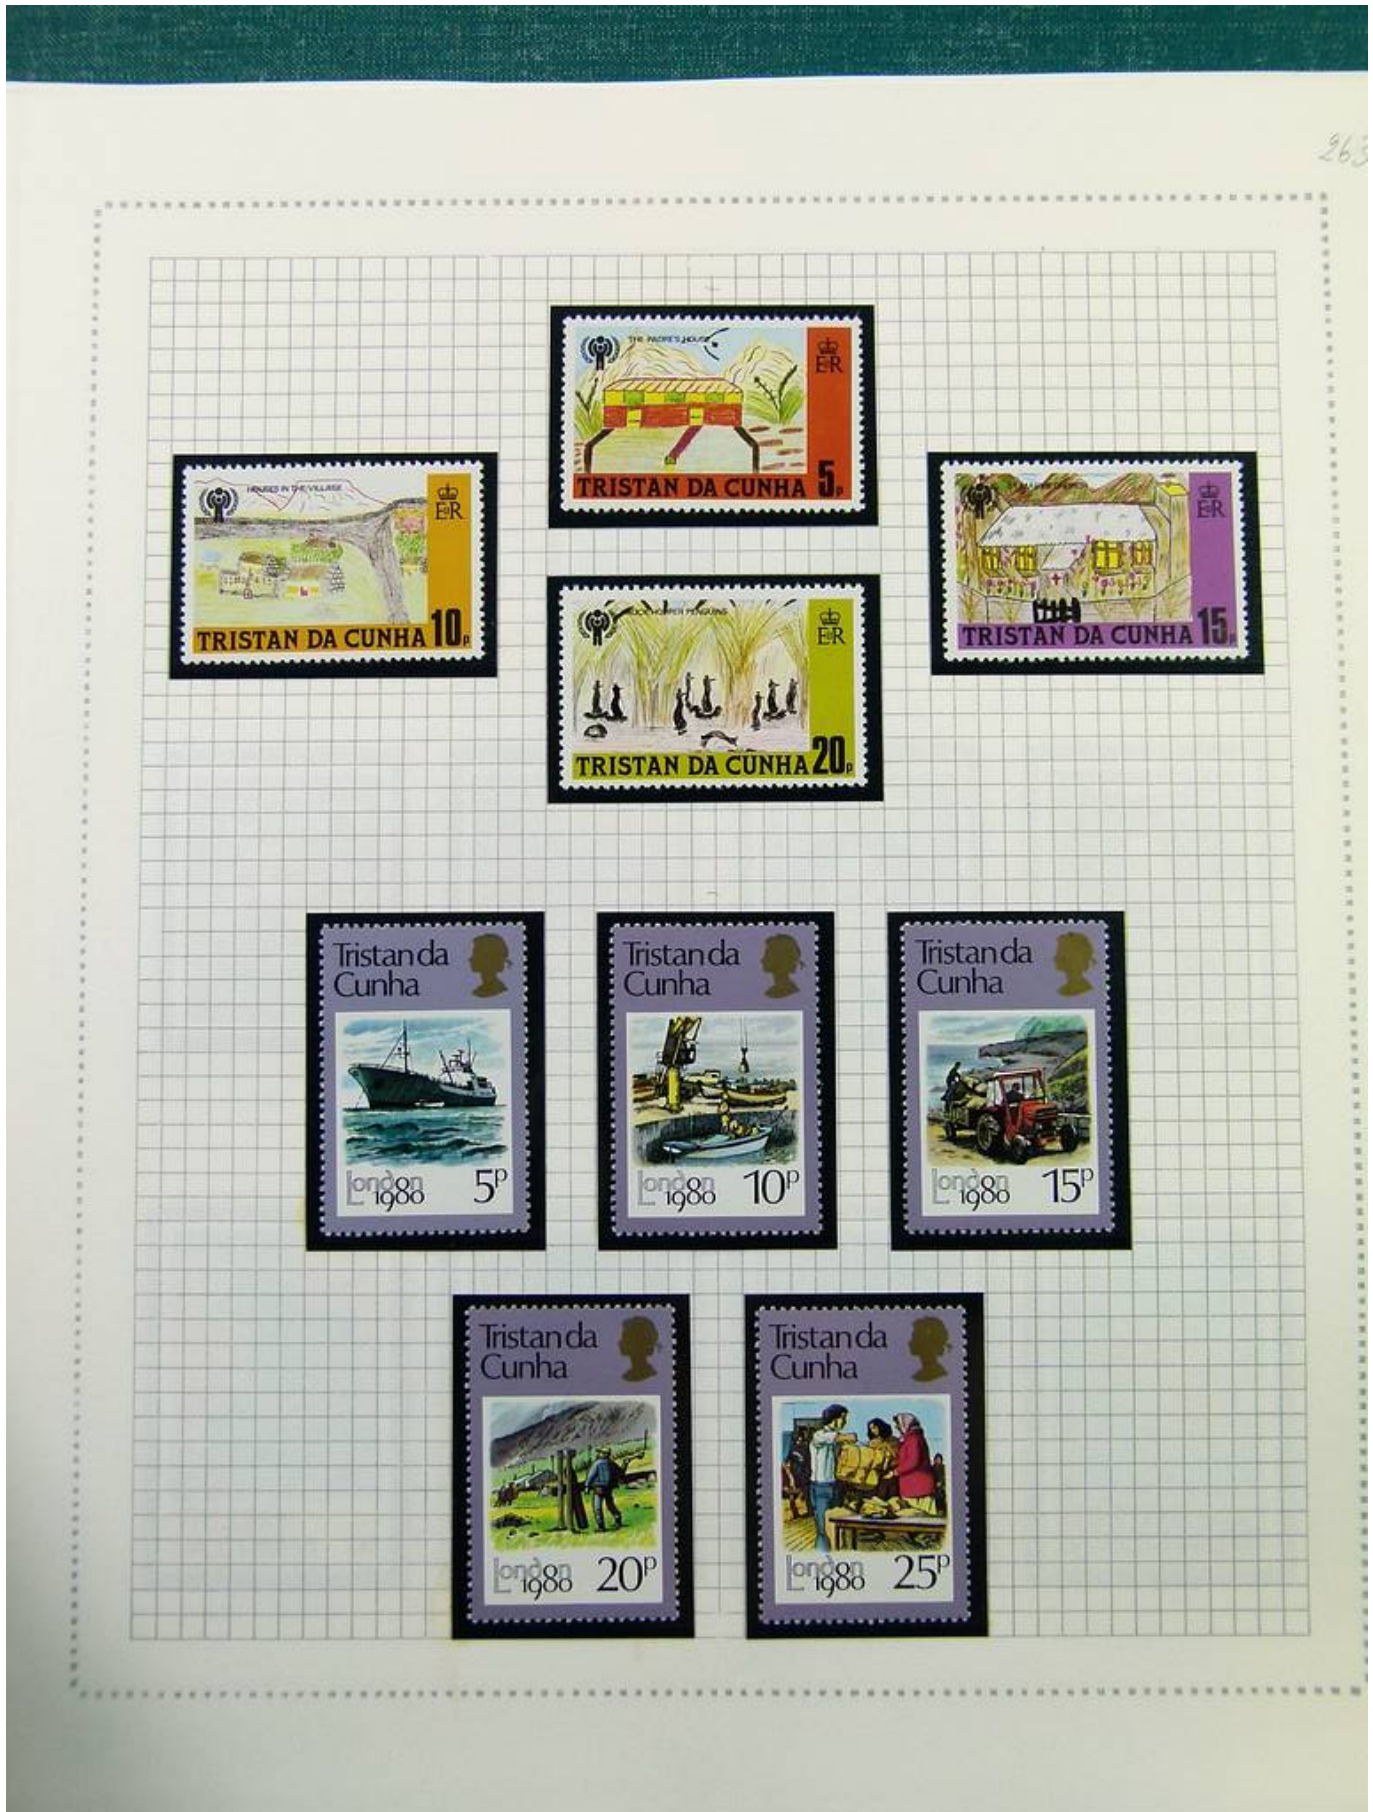 263
THE PADRE'S HOUSE
E R
TRISTAN DA CUNHA 5p
HOUSES IN THE VILLAGE
E R
TRISTAN DA CUNHA 10p
E R
TRISTAN DA CUNHA 15p
ROCK HOPPER PENGUINS
E R
TRISTAN DA CUNHA 20p
Tristan da
Cunha
London
1980 5p
Tristan da
Cunha
London
1980 10p
Tristan da
Cunha
London
1980 15p
Tristan da
Cunha
London
1980 20p
Tristan da
Cunha
London
1980 25p